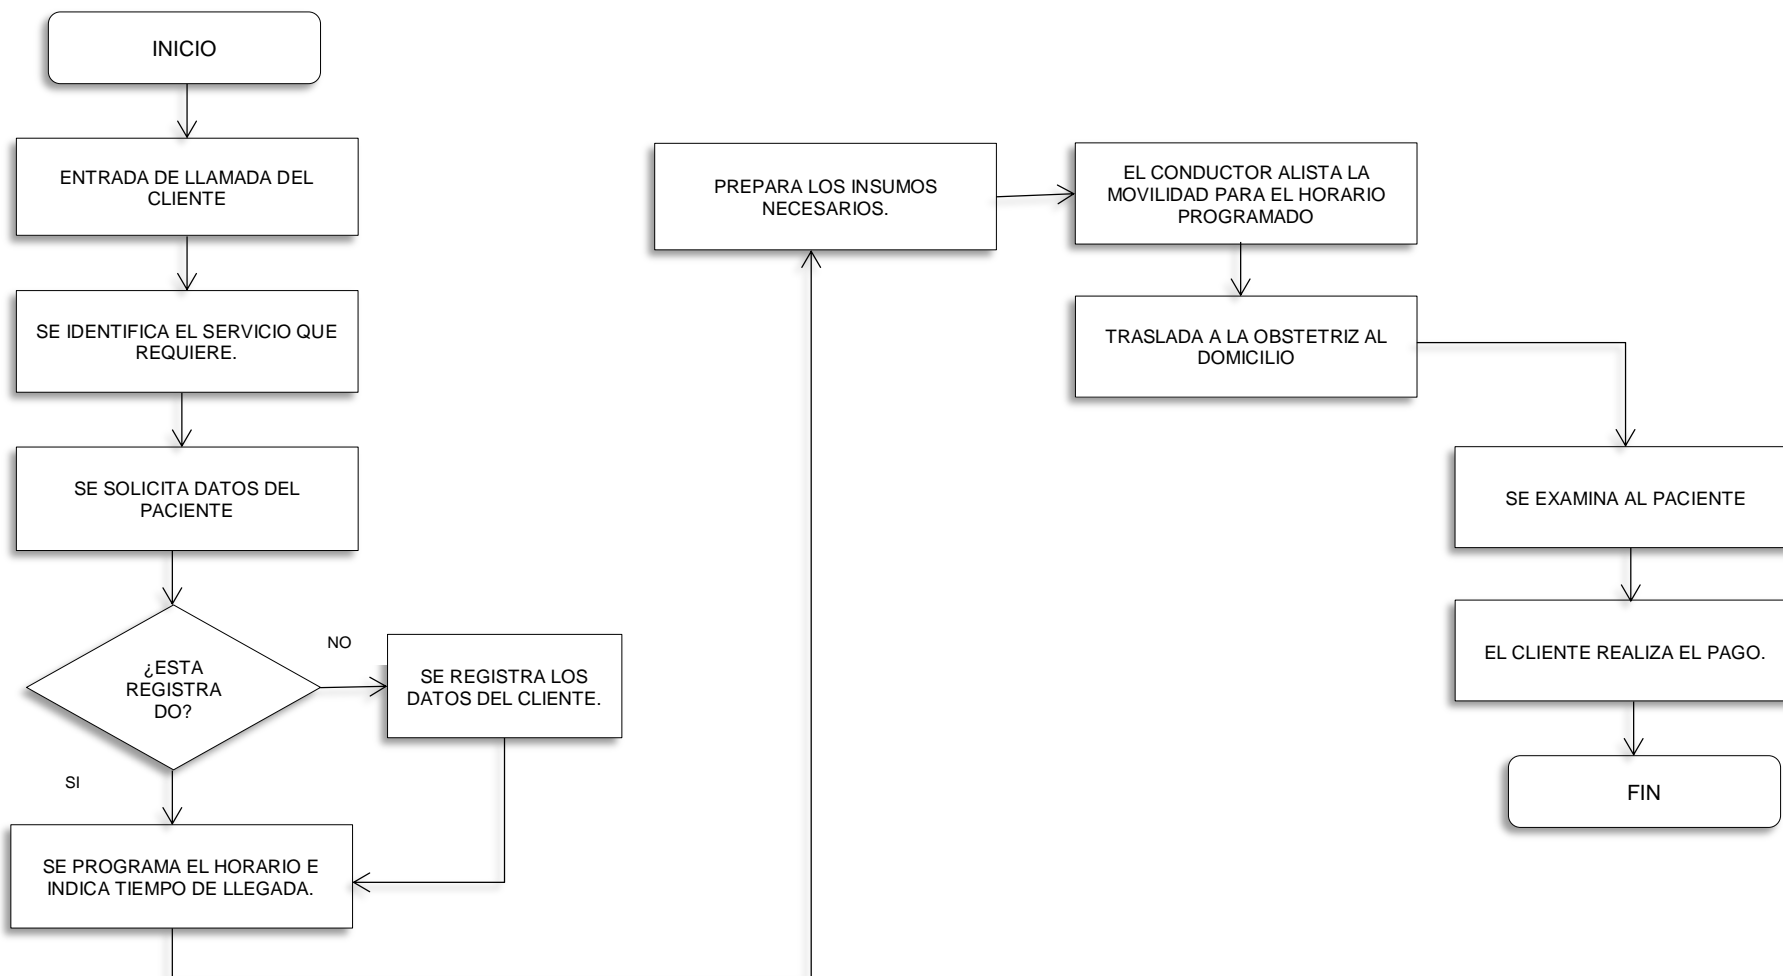 INICIO
ENTRADA DE LLAMADA DEL
CLIENTE
SE IDENTIFICA EL SERVICIO QUE
REQUIERE.
SE SOLICITA DATOS DEL
PACIENTE
¿ESTA
REGISTRA
DO?
NO
SE REGISTRA LOS
DATOS DEL CLIENTE.
SI
SE PROGRAMA EL HORARIO E
INDICA TIEMPO DE LLEGADA.
PREPARA LOS INSUMOS
NECESARIOS.
EL CONDUCTOR ALISTA LA
MOVILIDAD PARA EL HORARIO
PROGRAMADO
TRASLADA A LA OBSTETRIZ AL
DOMICILIO
SE EXAMINA AL PACIENTE
EL CLIENTE REALIZA EL PAGO.
FIN